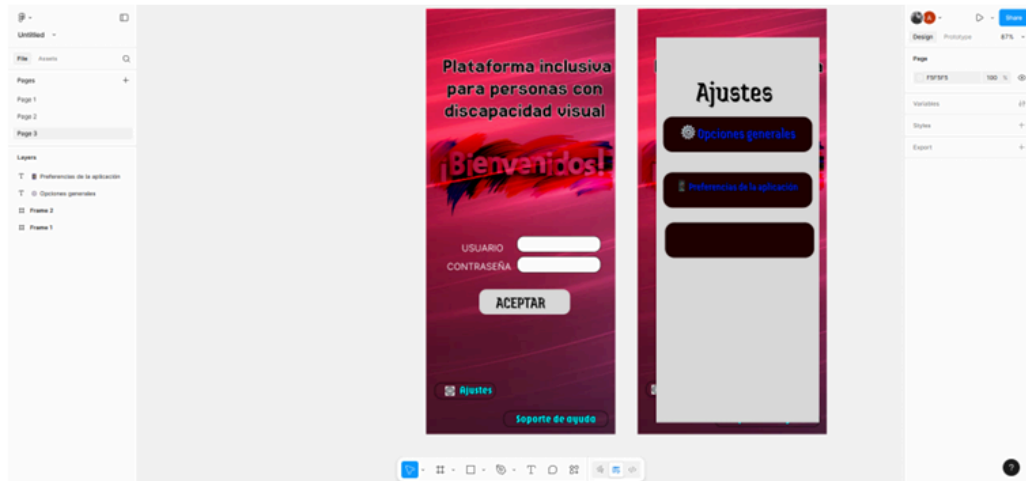 Untitled
File Assets
Pages
Page 1
Page 2
Page 3
Layers
Preferencias de la aplicación
Opciones generales
Frame 2
Frame 1
Plataforma inclusiva
para personas con
discapacidad visual
¡Bienvenidos!
USUARIO
CONTRASEÑA
ACEPTAR
Ajustes
Soporte de ayuda
Ajustes
Opciones generales
Preferencias de la aplicación
Share
Design Prototype 67%
Page
F5F5F5 100 %
Variables
Styles
Export